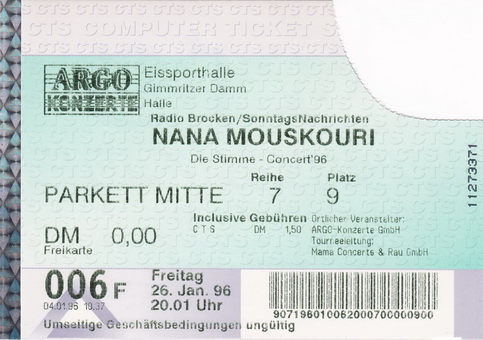 CTS COMPUTER TICKET S
ARGO
KONZERTE
Eissporthalle
Gimmritzer Damm
Halle
Radio Brocken/SonntagsNachrichten
NANA MOUSKOURI
Die Stimme - Concert'96
Reihe Platz
PARKETT MITTE 7 9
Inclusive Gebühren
CTS DM 1,50
Örtlicher Veranstalter:
ARGO-Konzerte GmbH
Tourneeleitung:
Mama Concerts & Rau GmbH
DM 0,00
Freikarte
006F
04.01.96 10.37
Freitag
26. Jan. 96
20.01 Uhr
90719601006200070000900
Umseitige Geschäftsbedingungen ungültig
11273371